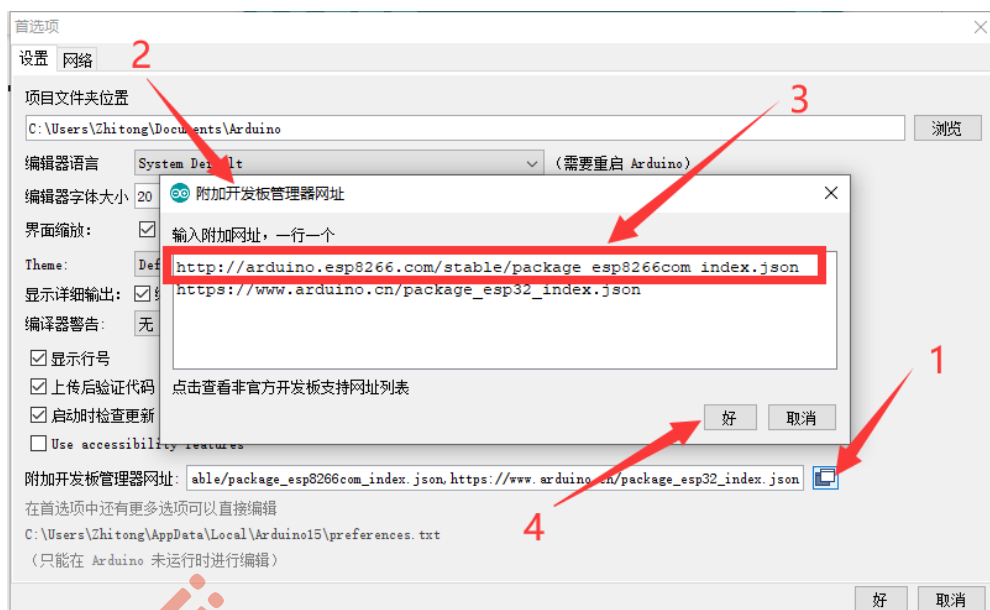 首选项
设置 网络
2
项目文件夹位置
3
C:\Users\Zhitong\Documents\Arduino 浏览
编辑器语言 System Default (需要重启 Arduino)
编辑器字体大小 20
附加开发板管理器网址
界面缩放:
输入附加网址，一行一个
http://arduino.esp8266.com/stable/package_esp8266com_index.json
https://www.arduino.cn/package_esp32_index.json
Theme: Def
显示详细输出:
编译器警告: 无
显示行号
1
上传后验证代码
点击查看非官方开发板支持网址列表
启动时检查更新
好 取消
Use accessibility features
附加开发板管理器网址: able/package_esp8266com_index.json,https://www.arduino.cn/package_esp32_index.json
4
在首选项中还有更多选项可以直接编辑
C:\Users\Zhitong\AppData\Local\Arduino15\preferences.txt
(只能在 Arduino 未运行时进行编辑)
好 取消